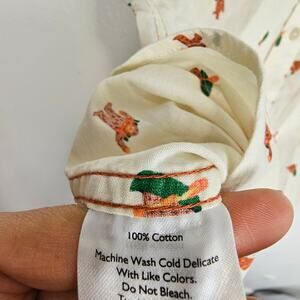 100% Cotton
Machine Wash Cold Delicate
With Like Colors.
Do Not Bleach.